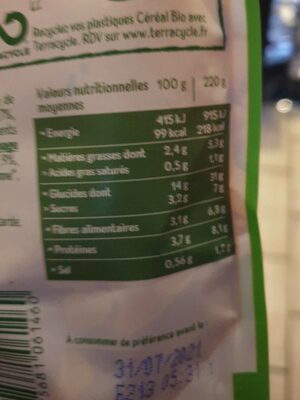 Recyclez vos plastiques Céréal Bio avec
Terracycle. RDV sur www.terracycle.fr
Valeurs nutritionnelles 100 g 220 g
moyennes
• Energie 415 kJ 915 kJ
99 kcal 218 kcal
• Matières grasses dont 2,4 g 5,3 g
• Acides gras saturés 0,5 g 1,1 g
• Glucides dont 14 g 31 g
• Sucres 3,2 g 7 g
• Fibres alimentaires 3,1 g 6,8 g
• Protéines 3,7 g 8,1 g
• Sel 0,56 g 1,2 g
A consommer de préférence avant le :
31/07/2021